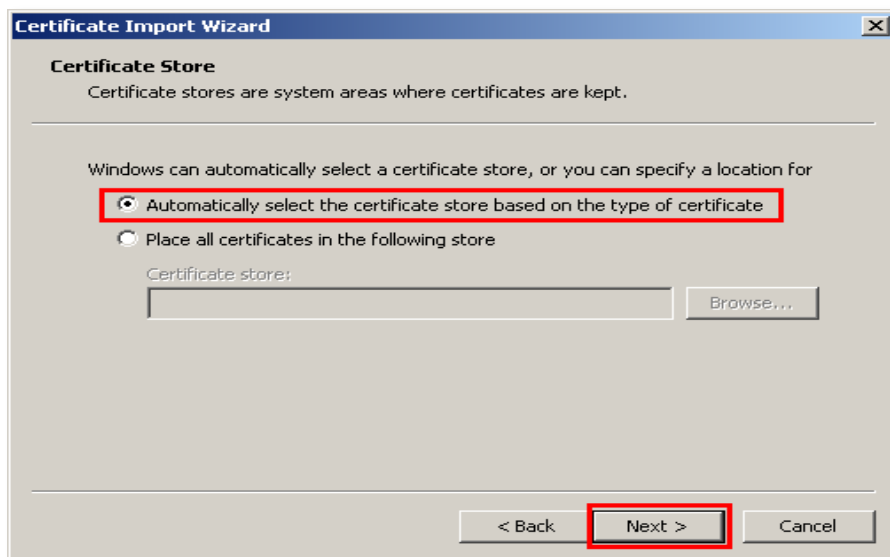 Certificate Import Wizard
Certificate Store
Certificate stores are system areas where certificates are kept.
Windows can automatically select a certificate store, or you can specify a location for
Automatically select the certificate store based on the type of certificate
Place all certificates in the following store
Certificate store:
Browse...
< Back
Next >
Cancel